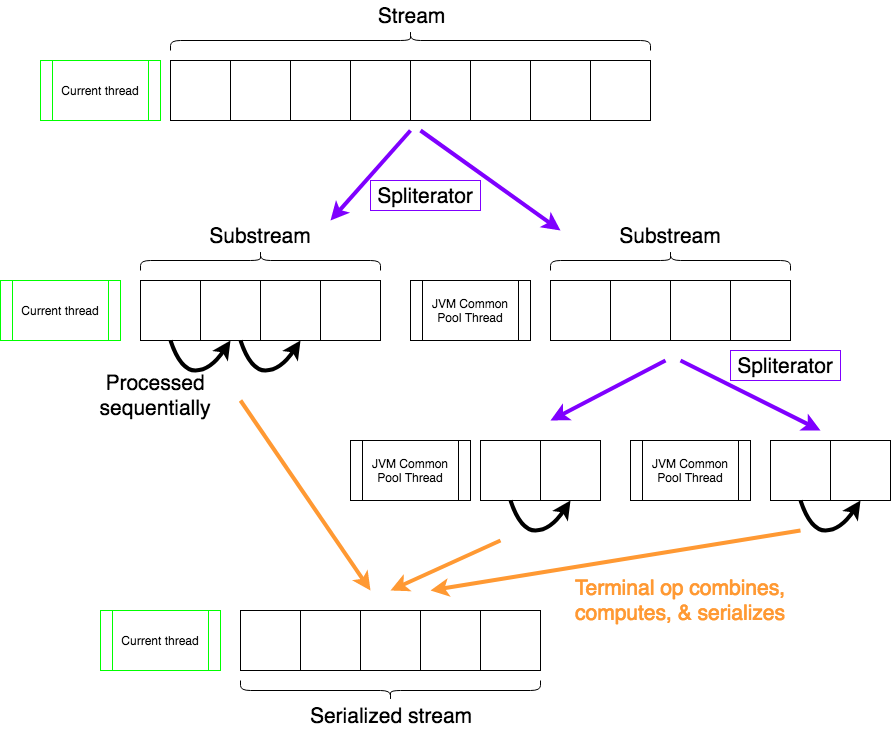 Stream
Current thread
Spliterator
Substream
Substream
Current thread
JVM Common
Pool Thread
Spliterator
Processed
sequentially
JVM Common
Pool Thread
JVM Common
Pool Thread
Terminal op combines,
computes, & serializes
Current thread
Serialized stream